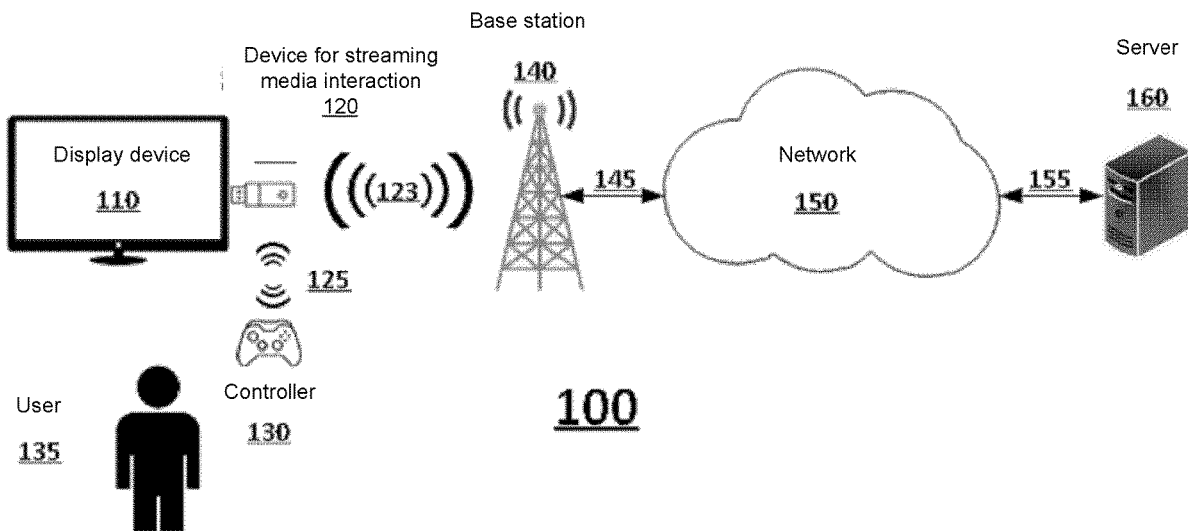 Base station
140
Device for streaming
media interaction
120
Server
160
Display device
110
123
145
Network
150
155
125
Controller
130
User
135
100